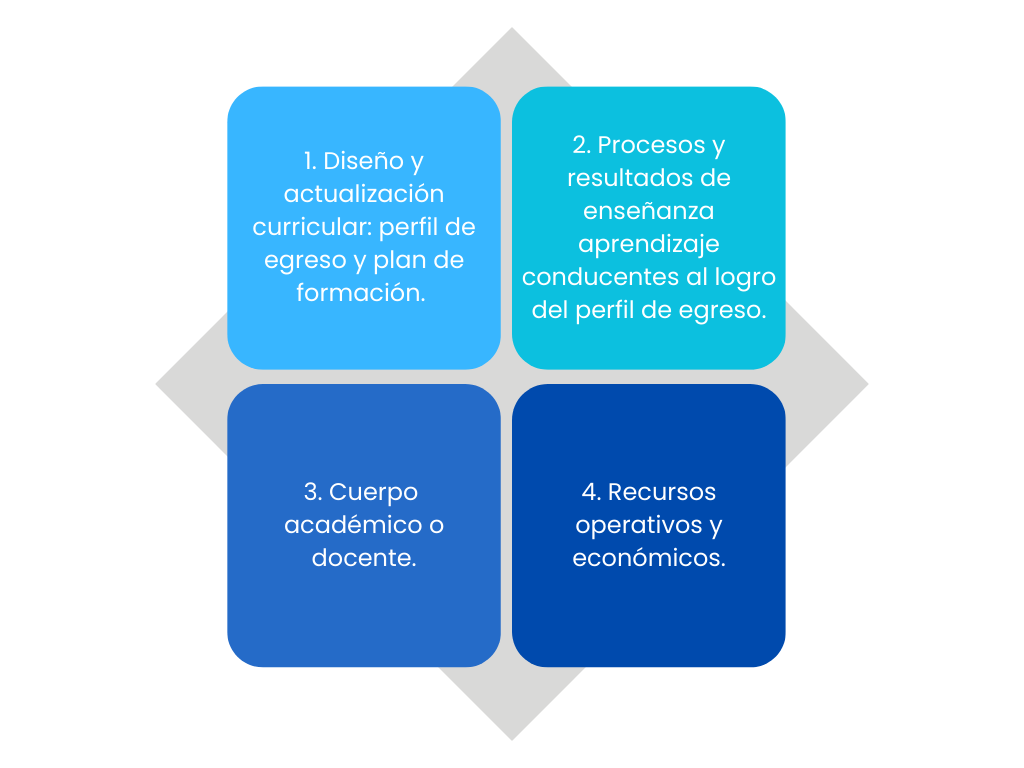 1. Diseño y
actualización
curricular: perfil de
egreso y plan de
formación.
2. Procesos y
resultados de
enseñanza
aprendizaje
conducentes al logro
del perfil de egreso.
3. Cuerpo
académico o
docente.
4. Recursos
operativos y
económicos.